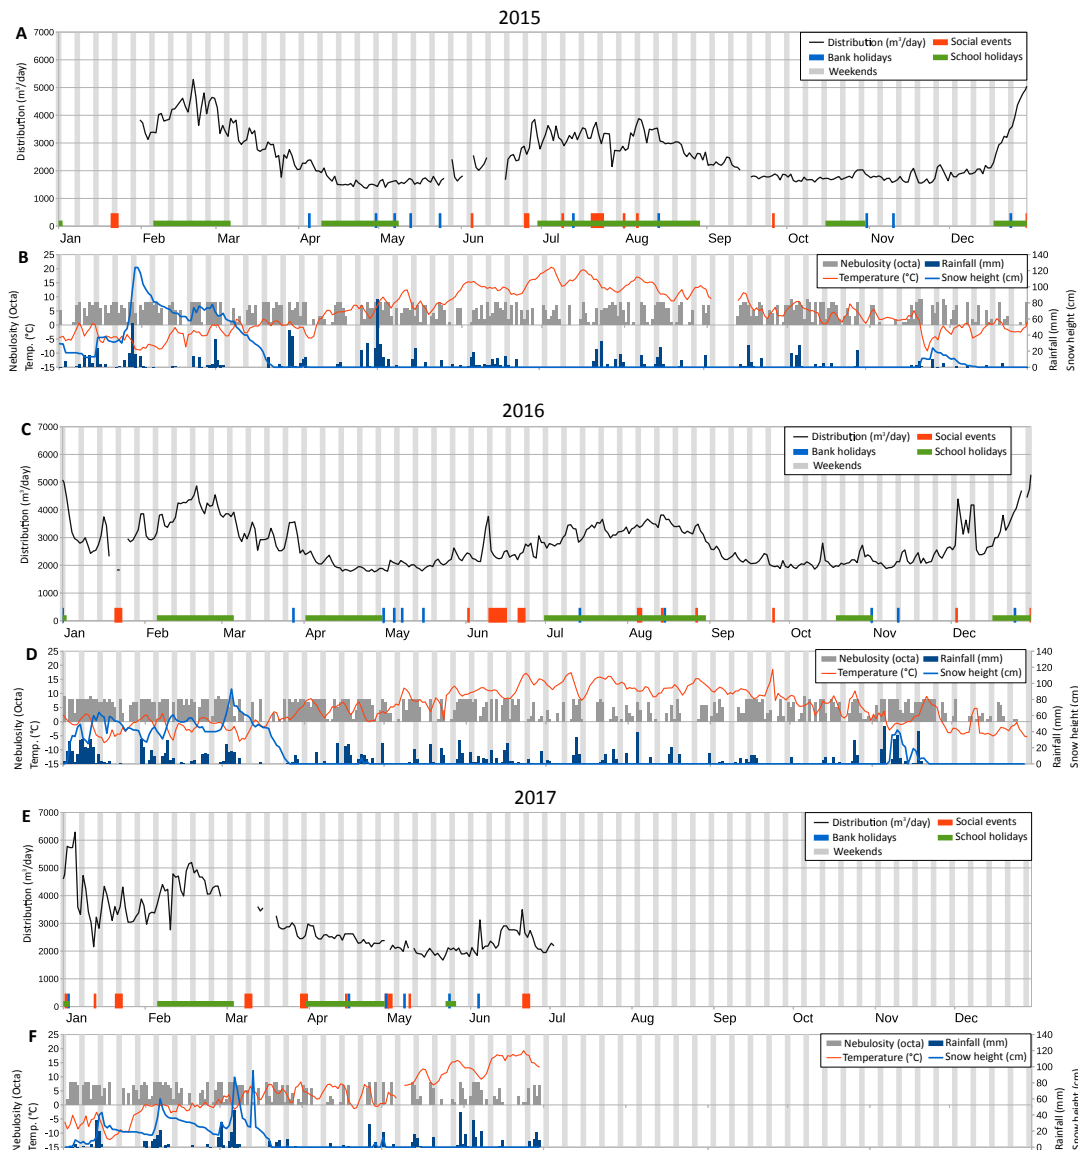 2015
A
7000
6000
5000
4000
3000
2000
1000
0
Distribution (m³/day)
Distribution (m³/day) Social events
Bank holidays School holidays
Weekends
Jan Feb Mar Apr May Jun Jul Aug Sep Oct Nov Dec
B
25
20
15
10
5
0
-5
-10
-15
Nebulosity (Octa)
Temp. (°C)
Nebulosity (octa) Rainfall (mm)
Temperature (°C) Snow height (cm)
140
120
100
80
60
40
20
0
Rainfall (mm)
Snow height (cm)
2016
C
7000
6000
5000
4000
3000
2000
1000
0
Distribution (m³/day)
Distribution (m³/day) Social events
Bank holidays School holidays
Weekends
Jan Feb Mar Apr May Jun Jul Aug Sep Oct Nov Dec
D
25
20
15
10
5
0
-5
-10
-15
Nebulosity (Octa)
Temp. (°C)
Nebulosity (octa) Rainfall (mm)
Temperature (°C) Snow height (cm)
140
120
100
80
60
40
20
0
Rainfall (mm)
Snow height (cm)
2017
E
7000
6000
5000
4000
3000
2000
1000
0
Distribution (m³/day)
Distribution (m³/day) Social events
Bank holidays School holidays
Weekends
Jan Feb Mar Apr May Jun Jul Aug Sep Oct Nov Dec
F
25
20
15
10
5
0
-5
-10
-15
Nebulosity (Octa)
Temp. (°C)
Nebulosity (octa) Rainfall (mm)
Temperature (°C) Snow height (cm)
140
120
100
80
60
40
20
0
Rainfall (mm)
Snow height (cm)